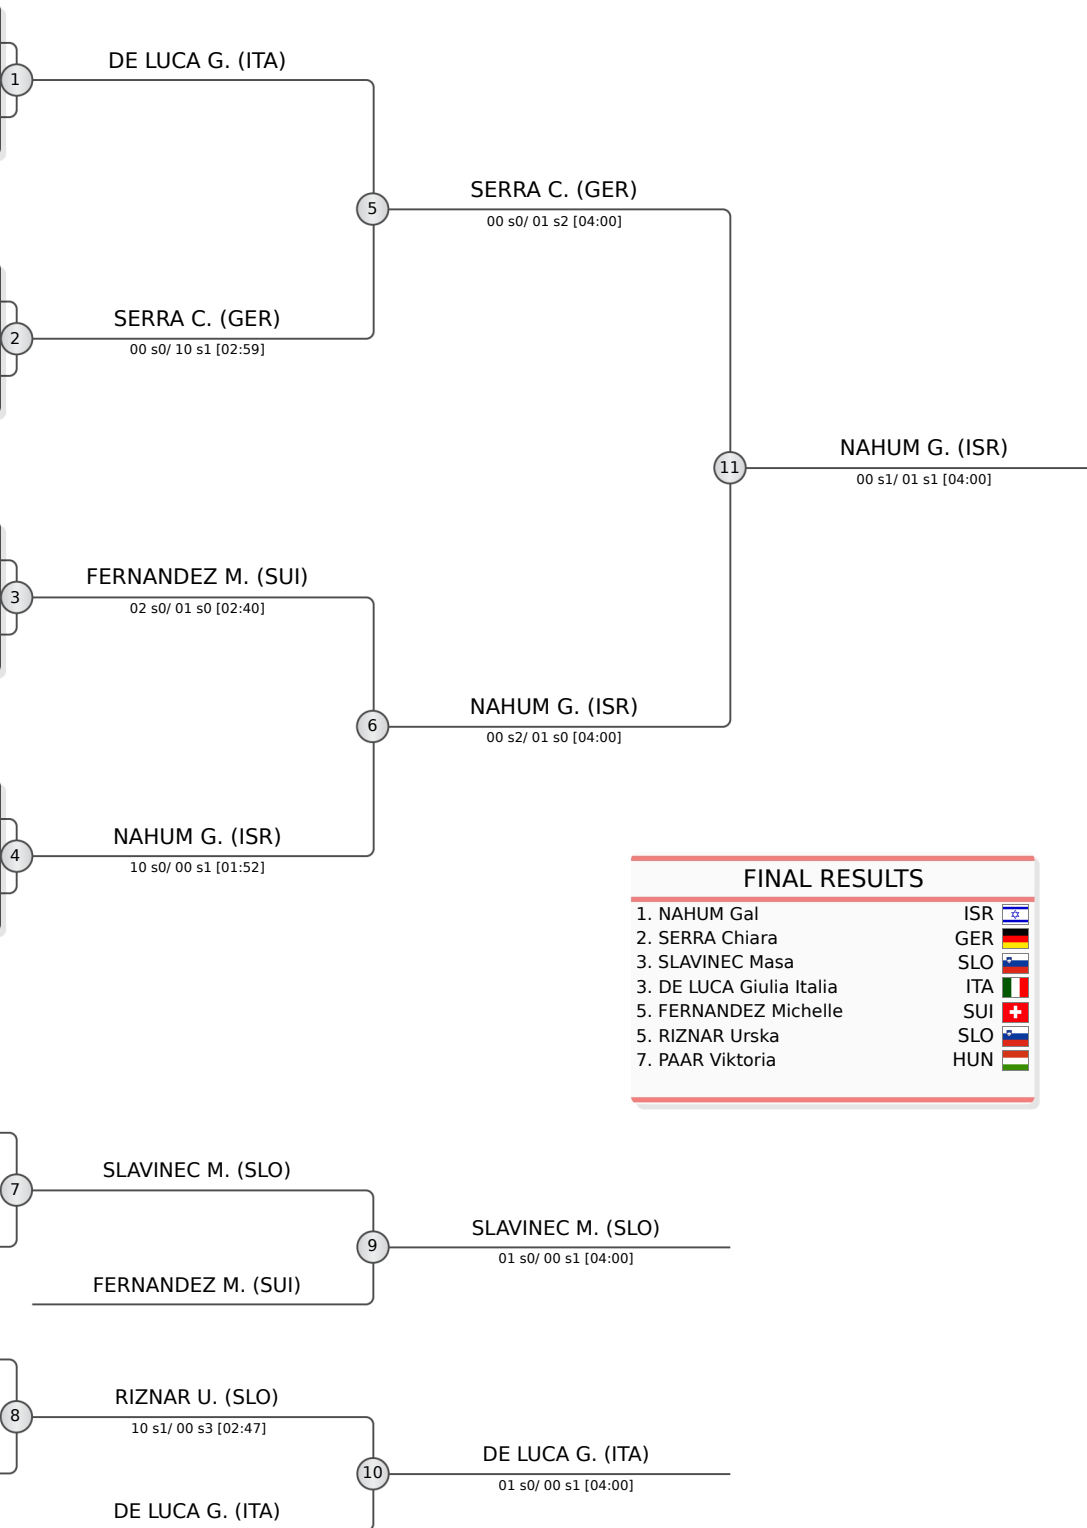 DE LUCA G. (ITA)
1
SERRA C. (GER)
5
00 s0/ 01 s2 [04:00]
SERRA C. (GER)
2
00 s0/ 10 s1 [02:59]
NAHUM G. (ISR)
11
00 s1/ 01 s1 [04:00]
FERNANDEZ M. (SUI)
3
02 s0/ 01 s0 [02:40]
NAHUM G. (ISR)
6
00 s2/ 01 s0 [04:00]
NAHUM G. (ISR)
4
10 s0/ 00 s1 [01:52]
FINAL RESULTS
1. NAHUM Gal ISR
2. SERRA Chiara GER
3. SLAVINEC Masa SLO
3. DE LUCA Giulia Italia ITA
5. FERNANDEZ Michelle SUI
5. RIZNAR Urska SLO
7. PAAR Viktoria HUN
SLAVINEC M. (SLO)
7
SLAVINEC M. (SLO)
9
01 s0/ 00 s1 [04:00]
FERNANDEZ M. (SUI)
RIZNAR U. (SLO)
8
10 s1/ 00 s3 [02:47]
DE LUCA G. (ITA)
10
01 s0/ 00 s1 [04:00]
DE LUCA G. (ITA)